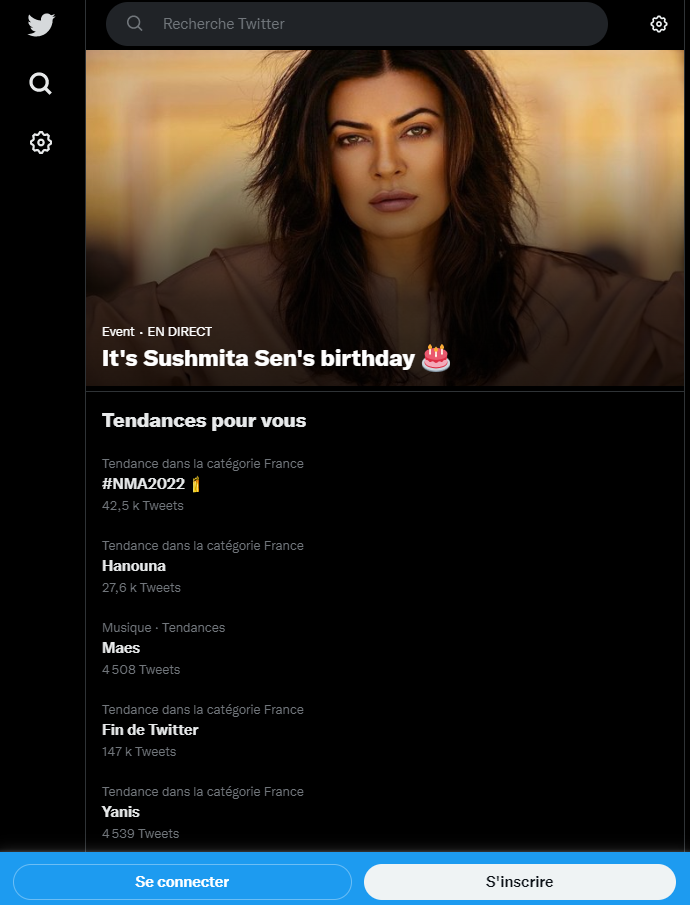 Recherche Twitter
Event · EN DIRECT
It's Sushmita Sen's birthday 🎂
Tendances pour vous
Tendance dans la catégorie France
#NMA2022
42,5 k Tweets
Tendance dans la catégorie France
Hanouna
27,6 k Tweets
Musique · Tendances
Maes
4 508 Tweets
Tendance dans la catégorie France
Fin de Twitter
147 k Tweets
Tendance dans la catégorie France
Yanis
4 539 Tweets
Se connecter
S'inscrire